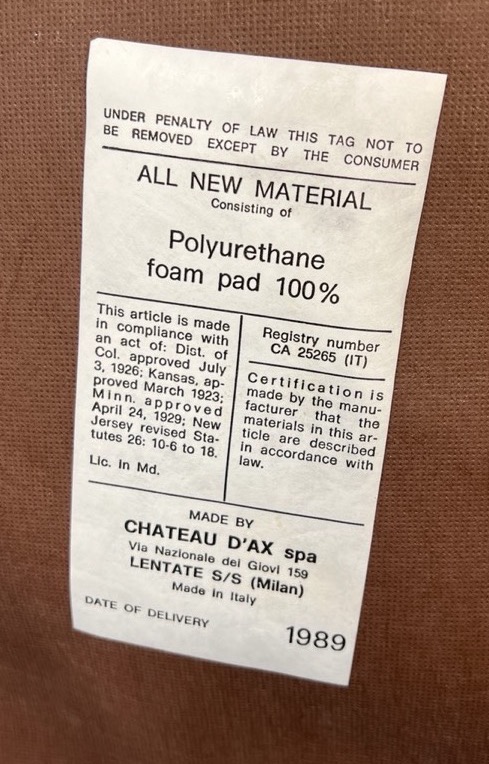 UNDER PENALTY OF LAW THIS TAG NOT TO
BE REMOVED EXCEPT BY THE CONSUMER
ALL NEW MATERIAL
Consisting of
Polyurethane
foam pad 100%
This article is made
in compliance with
an act of: Dist. of
Col. approved July
3, 1926; Kansas, ap-
proved March 1923;
Minn. approved
April 24, 1929; New
Jersey revised Sta-
tutes 26: 10-6 to 18.
Lic. In Md.
Registry number
CA 25265 (IT)
Certification is
made by the manu-
facturer that the
materials in this ar-
ticle are described
in accordance with
law.
MADE BY
CHATEAU D'AX spa
Via Nazionale dei Giovi 159
LENTATE S/S (Milan)
Made in Italy
DATE OF DELIVERY
1989